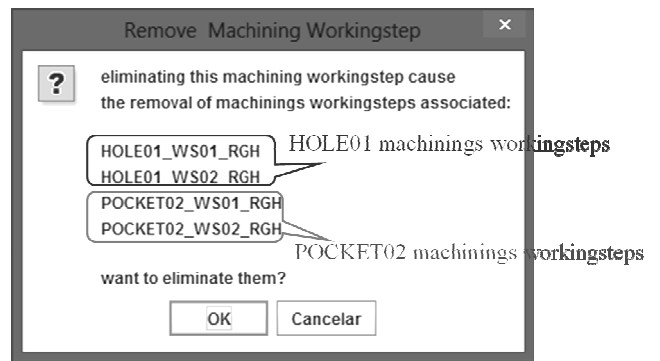 Remove Machining Workingstep
×
?
eliminating this machining workingstep cause
the removal of machinings workingsteps associated:
HOLE01_WS01_RGH
HOLE01_WS02_RGH
HOLE01 machinings workingsteps
POCKET02_WS01_RGH
POCKET02_WS02_RGH
POCKET02 machinings workingsteps
want to eliminate them?
OK
Cancelar